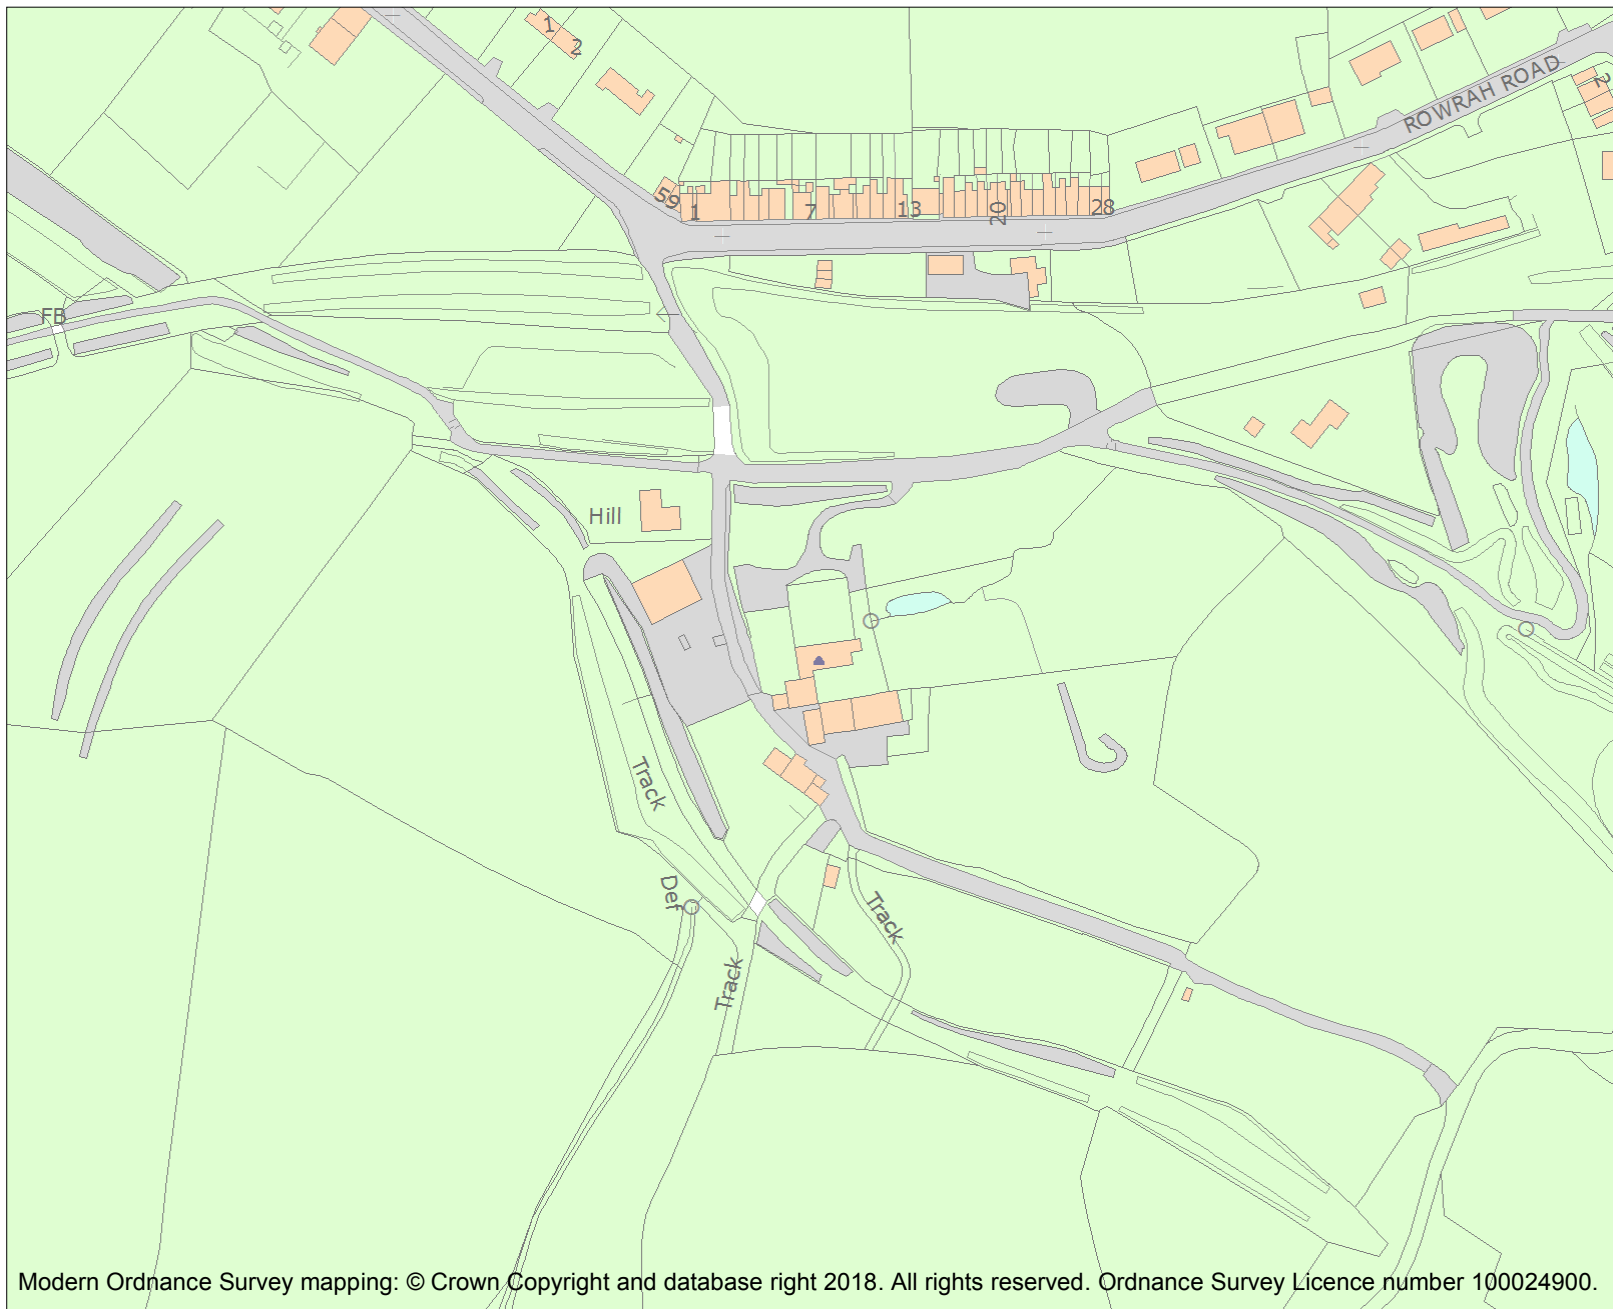 1
2
ROWRAH ROAD
2
59
1
7
13
20
28
FB
Hill
Track
Def
Track
Track
Modern Ordnance Survey mapping: © Crown Copyright and database right 2018. All rights reserved. Ordnance Survey Licence number 100024900.